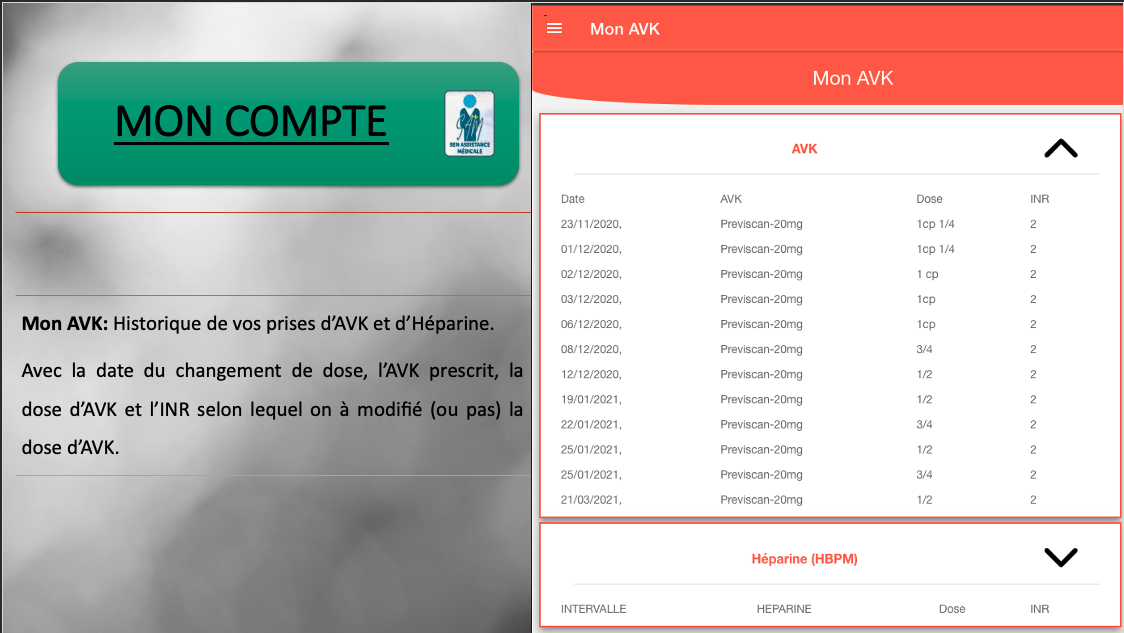 MON COMPTE
SEN ASSISTANCE
MÉDICALE
Mon AVK: Historique de vos prises d'AVK et d'Héparine.
Avec la date du changement de dose, l'AVK prescrit, la
dose d'AVK et l'INR selon lequel on à modifié (ou pas) la
dose d'AVK.
Mon AVK
Mon AVK
AVK
Date AVK Dose INR
23/11/2020, Previscan-20mg 1cp 1/4 2
01/12/2020, Previscan-20mg 1cp 1/4 2
02/12/2020, Previscan-20mg 1 cp 2
03/12/2020, Previscan-20mg 1cp 2
06/12/2020, Previscan-20mg 1cp 2
08/12/2020, Previscan-20mg 3/4 2
12/12/2020, Previscan-20mg 1/2 2
19/01/2021, Previscan-20mg 1/2 2
22/01/2021, Previscan-20mg 3/4 2
25/01/2021, Previscan-20mg 1/2 2
25/01/2021, Previscan-20mg 3/4 2
21/03/2021, Previscan-20mg 1/2 2
Héparine (HBPM)
INTERVALLE HEPARINE Dose INR